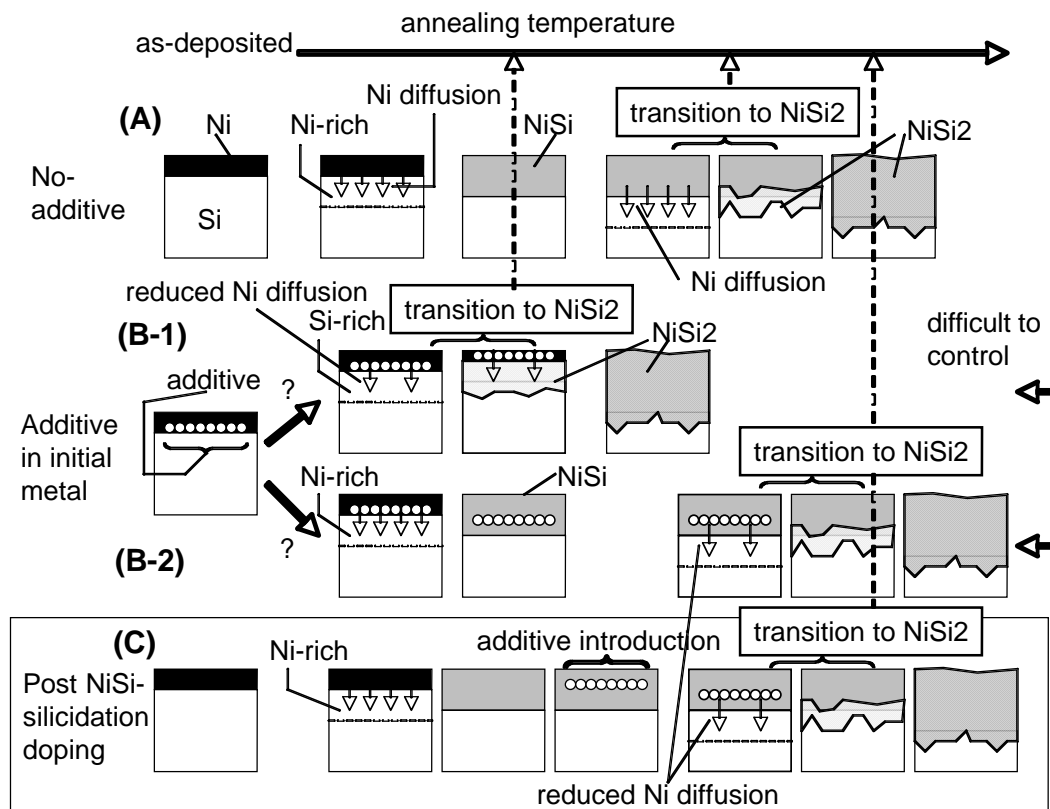 annealing temperature
as-deposited
Ni diffusion
(A)
Ni
Ni-rich
NiSi
transition to NiSi2
NiSi2
No-
additive
Si
Ni diffusion
reduced Ni diffusion
transition to NiSi2
(B-1)
Si-rich
NiSi2
difficult to
control
additive
?
Additive
in initial
metal
transition to NiSi2
Ni-rich
NiSi
?
(B-2)
(C)
additive introduction
transition to NiSi2
Ni-rich
Post NiSi-
silicidation
doping
reduced Ni diffusion